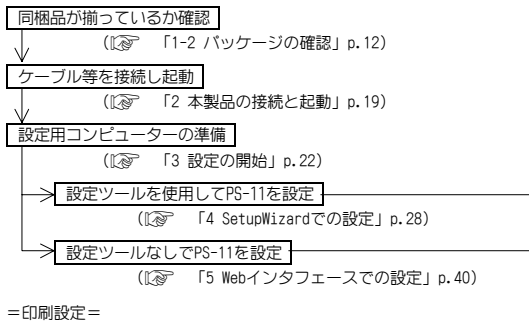 同梱品が揃っているか確認
(「1-2 パッケージの確認」p.12)
ケーブル等を接続し起動
(「2 本製品の接続と起動」p.19)
設定用コンピューターの準備
(「3 設定の開始」p.22)
設定ツールを使用してPS-11を設定
(「4 SetupWizardでの設定」p.28)
設定ツールなしでPS-11を設定
(「5 Webインタフェースでの設定」p.40)
=印刷設定=